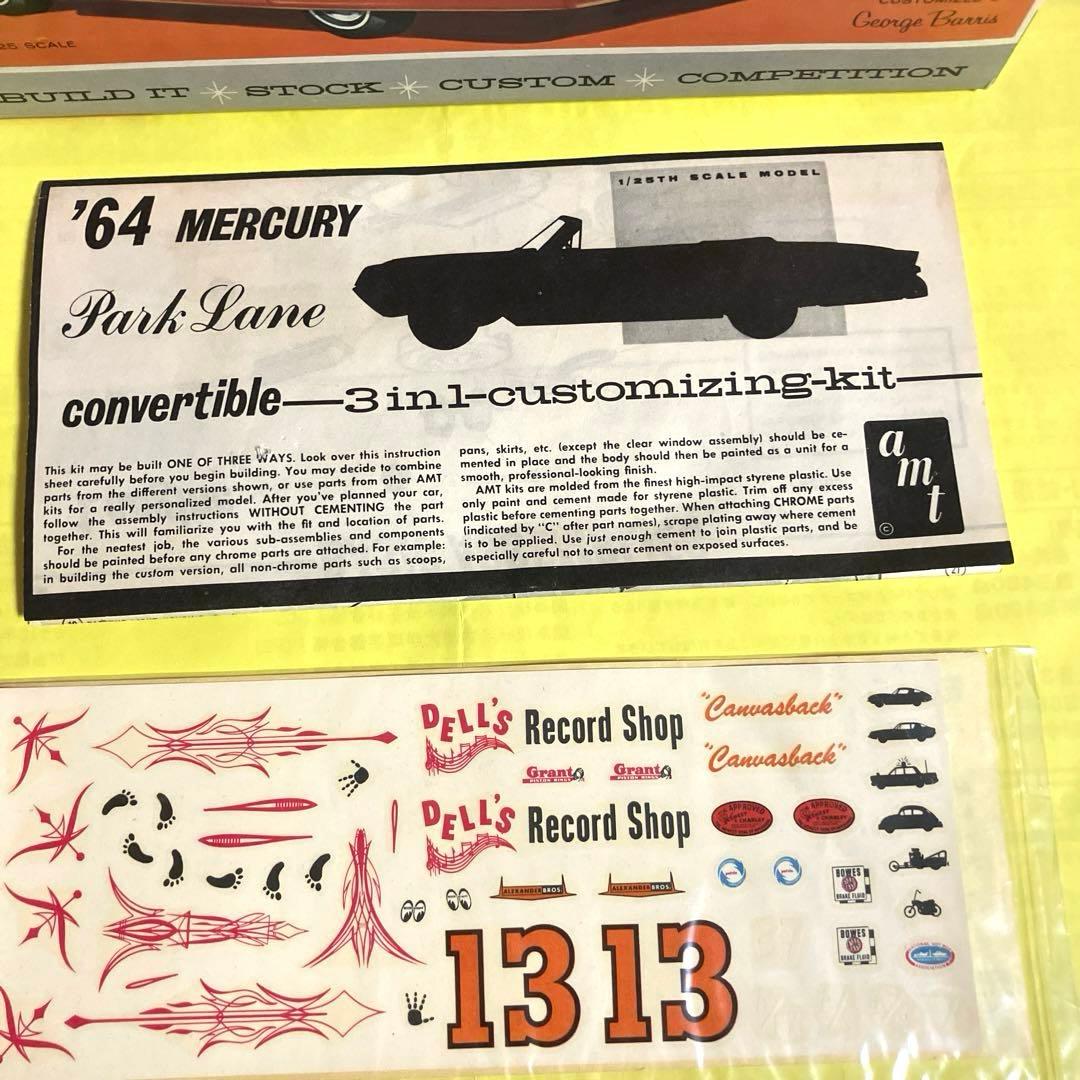 25 SCALE
CUSTOMIZED
George Barris
BUILD IT STOCK CUSTOM COMPETITION
'64 MERCURY
1/25TH SCALE MODEL
Park Lane
convertible—3 in 1-customizing-kit—
This kit may be built ONE OF THREE WAYS. Look over this instruction
sheet carefully before you begin building. You may decide to combine
parts from the different versions shown, or use parts from other AMT
kits for a really personalized model. After you've planned your car,
follow the assembly instructions WITHOUT CEMENTING the part
together. This will familiarize you with the fit and location of parts.
For the neatest job, the various sub-assemblies and components
should be painted before any chrome parts are attached. For example:
in building the custom version, all non-chrome parts such as scoops,
pans, skirts, etc. (except the clear window assembly) should be ce-
mented in place and the body should then be painted as a unit for a
smooth, professional-looking finish.
AMT kits are molded from the finest high-impact styrene plastic. Use
only paint and cement made for styrene plastic. Trim off any excess
plastic before cementing parts together. When attaching CHROME parts
(indicated by "C" after part names), scrape plating away where cement
is to be applied. Use just enough cement to join plastic parts, and be
especially careful not to smear cement on exposed surfaces.
amt
©
(21)
DELL'S Record Shop
"Canvasback"
"Canvasback"
Grant
PISTON RINGS
Grant
PISTON RINGS
DELL'S Record Shop
APPROVED
APPROVED
ALEXANDER BROS.
ALEXANDER BROS.
BOWES
BRAKE FLUID
BOWES
BRAKE FLUID
13 13